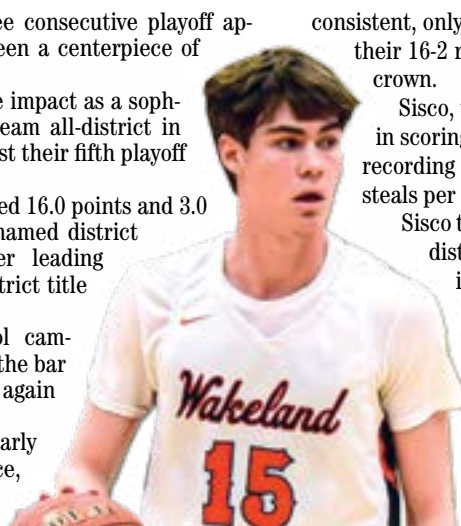 ee consecutive playoff ap-
een a centerpiece of
e impact as a soph-
eam all-district in
st their fifth playoff
ed 16.0 points and 3.0
named district
er leading
trict title
ol cam-
the bar
again
arly
ce,
consistent, only
their 16-2 r
crown.
Sisco,
in scoring
recording
steals per
Sisco t
dist
i
Wakeland
15